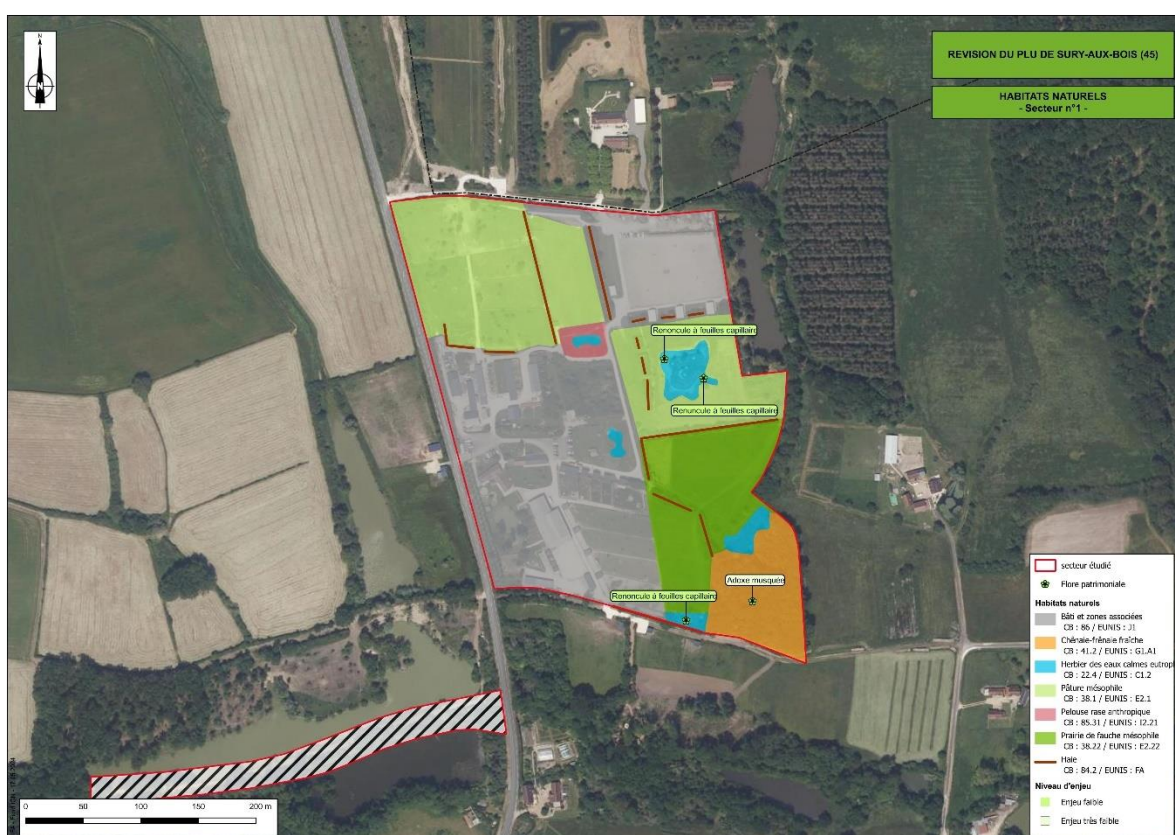 N
REVISION DU PLU DE SURY-AUX-BOIS (45)
HABITATS NATURELS
- Secteur n°1 -
Renoncule à feuilles capillaire
Renoncule à feuilles capillaire
Adoxe musquée
Renoncule à feuilles capillaire
secteur étudié
Flore patrimoniale
Habitats naturels
Bâti et zones associées
CB : 86 / EUNIS : J1
Chênaie-frênaie fraîche
CB : 41.2 / EUNIS : G1.A1
Herbier des eaux calmes eutroph
CB : 22.4 / EUNIS : C1.2
Pâture mésophile
CB : 38.1 / EUNIS : E2.1
Pelouse rase anthropique
CB : 85.31 / EUNIS : I2.21
Prairie de fauche mésophile
CB : 38.22 / EUNIS : E2.22
Haie
CB : 84.2 / EUNIS : FA
Niveau d'enjeu
Enjeu faible
Enjeu très faible
0 50 100 150 200 m